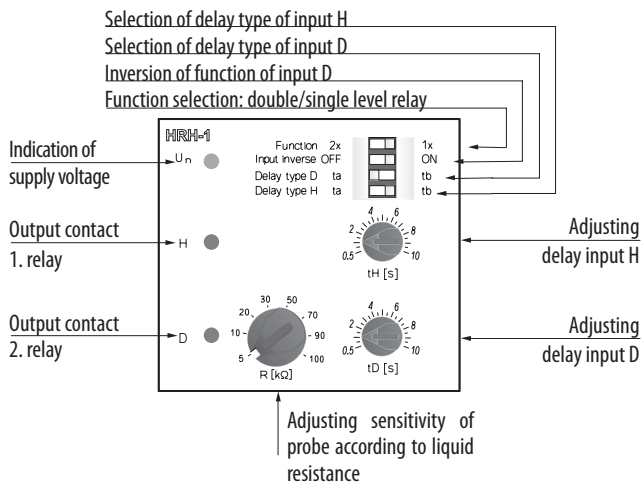 Selection of delay type of input H
Selection of delay type of input D
Inversion of function of input D
Function selection: double/single level relay
HRH-1
Function 2x 1x
Input inverse OFF ON
Delay type D ta tb
Delay type H ta tb
Indication of
supply voltage
Un
Output contact
1. relay
H
0.5 2 4 6 8 10
tH [s]
Adjusting
delay input H
Output contact
2. relay
D
5 10 20 30 50 70 90 100
R [kΩ]
0.5 2 4 6 8 10
tD [s]
Adjusting
delay input D
Adjusting sensitivity of
probe according to liquid
resistance